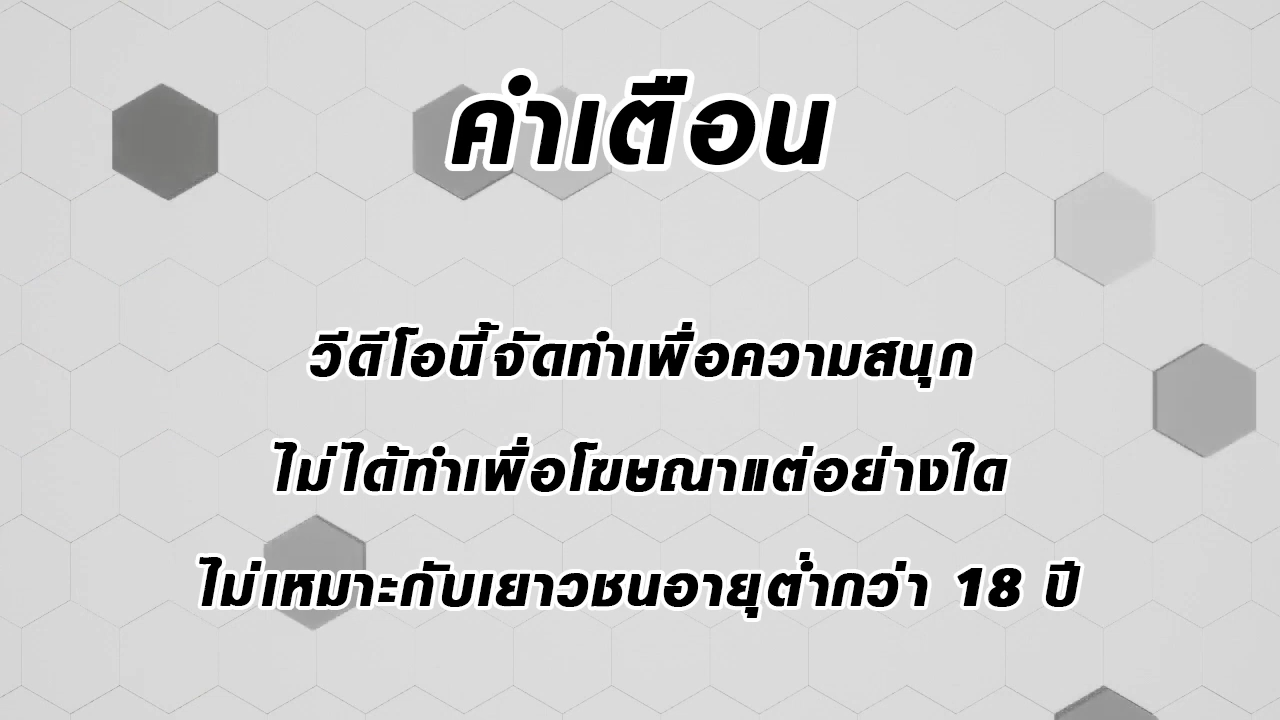 คำเตือน
วีดีโอนี้จัดทำเพื่อความสนุก
ไม่ได้ทำเพื่อโฆษณาแต่อย่างใด
ไม่เหมาะกับเยาวชนอายุต่ำกว่า 18 ปี